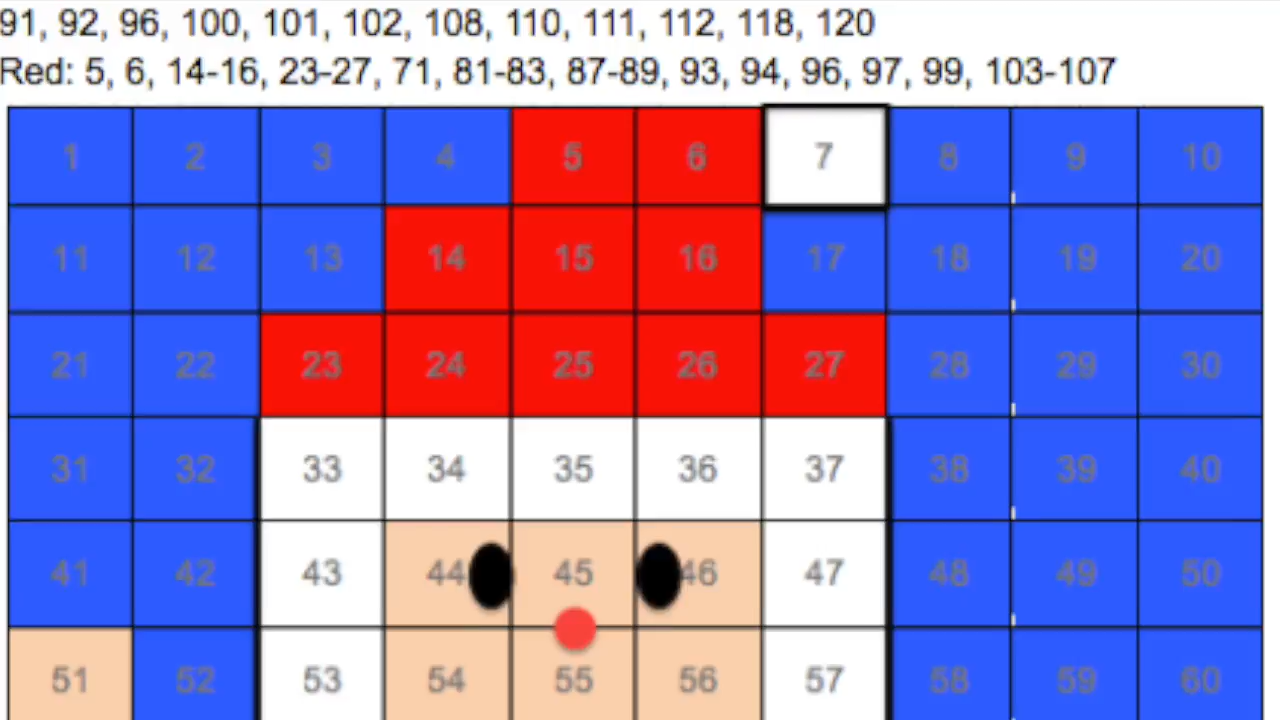 91, 92, 96, 100, 101, 102, 108, 110, 111, 112, 118, 120
Red: 5, 6, 14-16, 23-27, 71, 81-83, 87-89, 93, 94, 96, 97, 99, 103-107
1 2 3 4 5 6 7 8 9 10
11 12 13 14 15 16 17 18 19 20
21 22 23 24 25 26 27 28 29 30
31 32 33 34 35 36 37 38 39 40
41 42 43 44 45 46 47 48 49 50
51 52 53 54 55 56 57 58 59 60